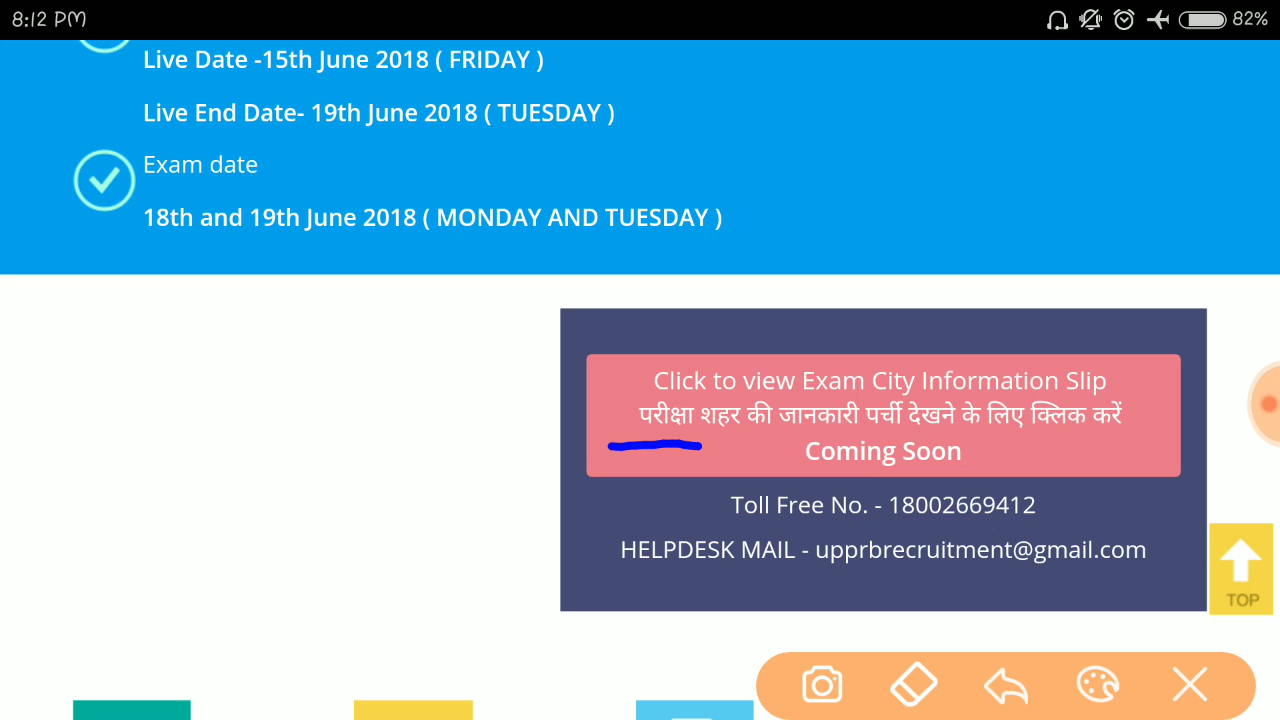 8:12 PM
82%
Live Date -15th June 2018 ( FRIDAY )
Live End Date- 19th June 2018 ( TUESDAY )
Exam date
18th and 19th June 2018 ( MONDAY AND TUESDAY )
Click to view Exam City Information Slip
परीक्षा शहर की जानकारी पर्ची देखने के लिए क्लिक करें
Coming Soon
Toll Free No. - 18002669412
HELPDESK MAIL - upprbrecruitment@gmail.com
TOP